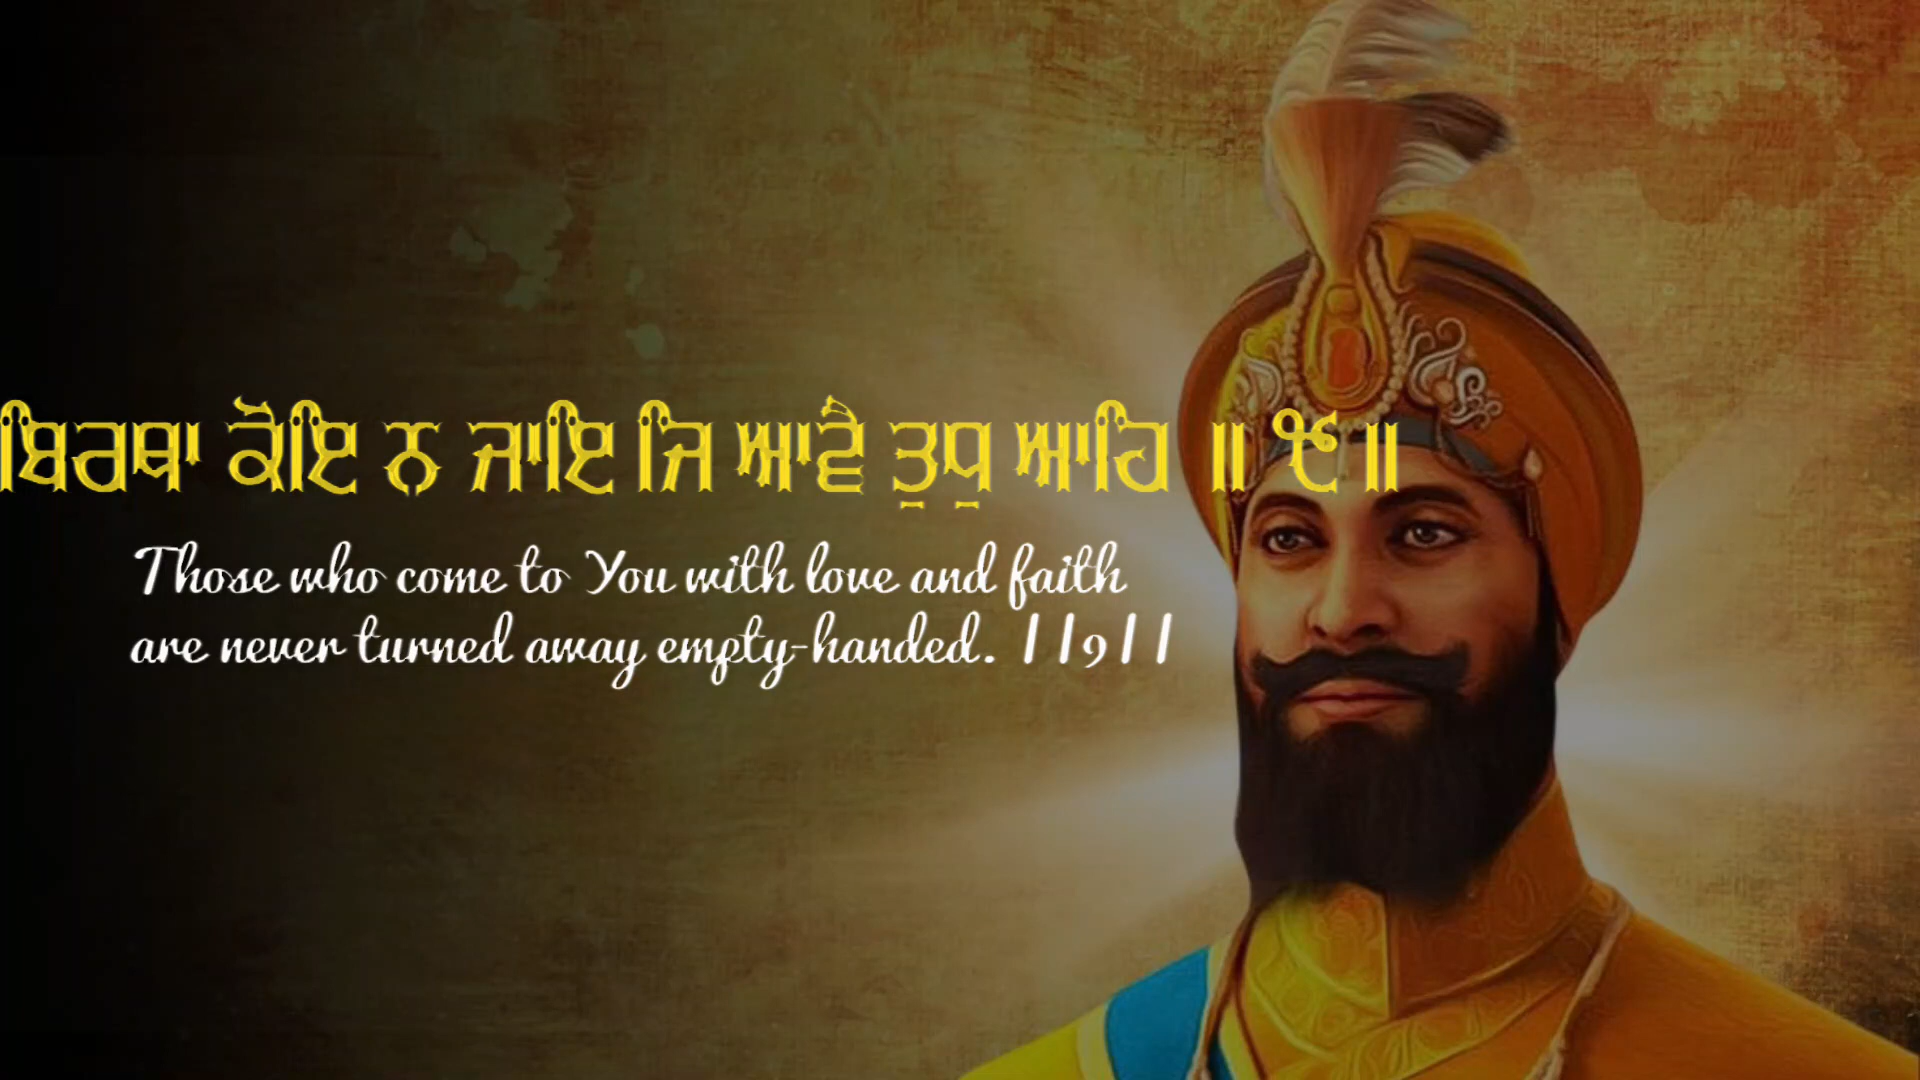 ਬਿਰਥਾ ਕੋਇ ਨ ਜਾਇ ਜਿ ਆਵੈ ਤੁਧੁ ਆਹਿ ॥ ੯॥
Those who come to You with love and faith
are never turned away empty-handed. ||9||